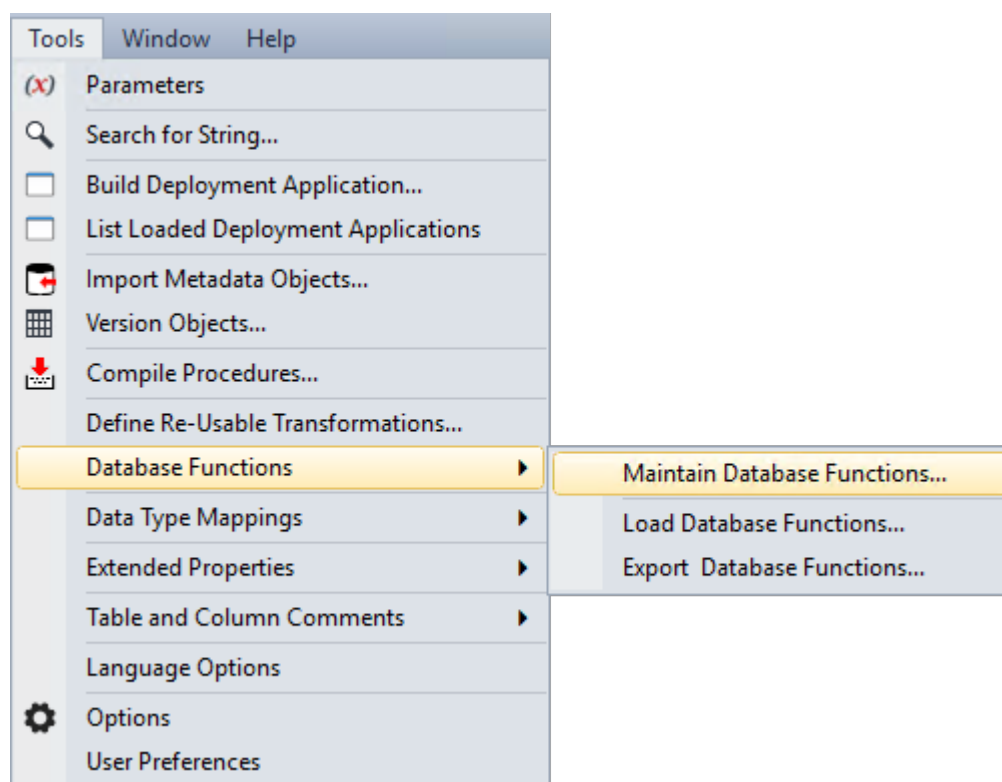 Tools Window Help
(x) Parameters
Search for String...
Build Deployment Application...
List Loaded Deployment Applications
Import Metadata Objects...
Version Objects...
Compile Procedures...
Define Re-Usable Transformations...
Database Functions
Maintain Database Functions...
Data Type Mappings
Load Database Functions...
Extended Properties
Export Database Functions...
Table and Column Comments
Language Options
Options
User Preferences